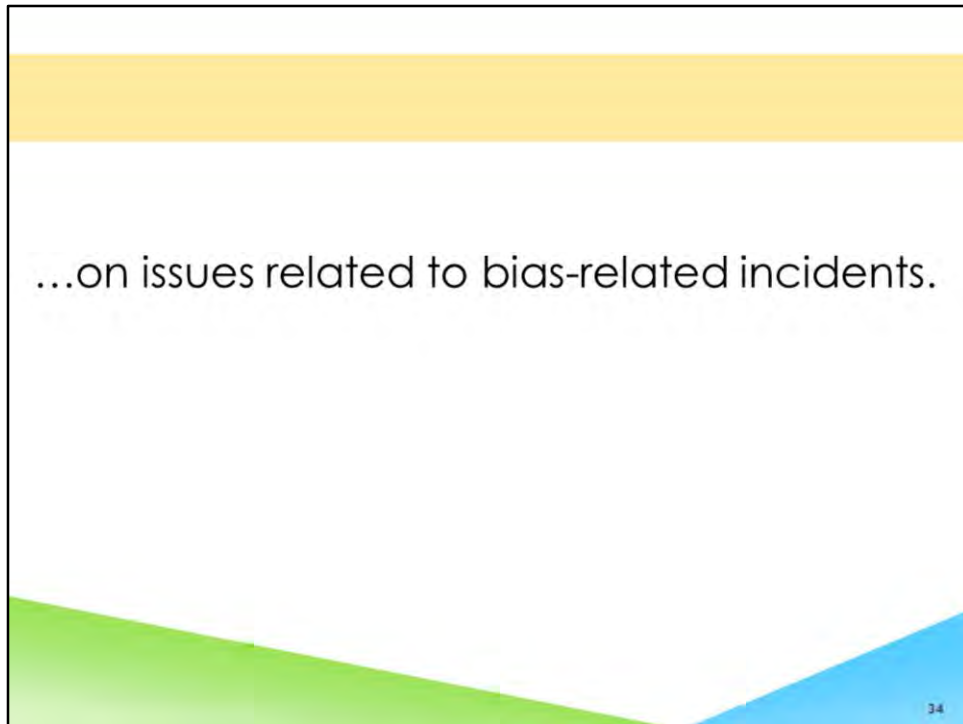 …on issues related to bias-related incidents.
34